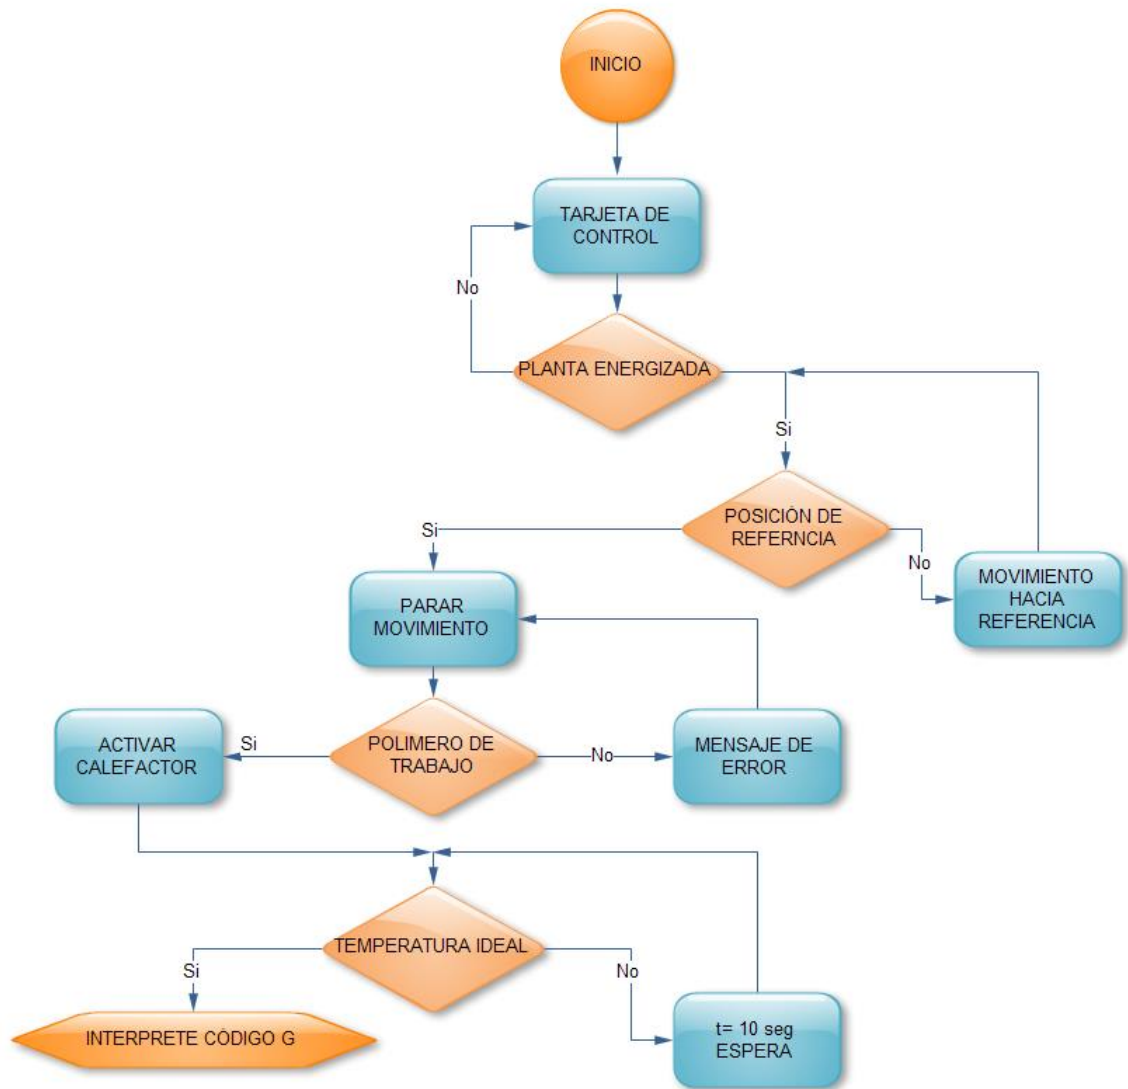 INICIO
TARJETA DE
CONTROL
No
PLANTA ENERGIZADA
Si
POSICIÓN DE
REFERNCIA
Si
No
MOVIMIENTO
HACIA
REFERENCIA
PARAR
MOVIMIENTO
ACTIVAR
CALEFACTOR
Si
POLIMERO DE
TRABAJO
No
MENSAJE DE
ERROR
TEMPERATURA IDEAL
Si
No
INTERPRETE CÓDIGO G
t= 10 seg
ESPERA